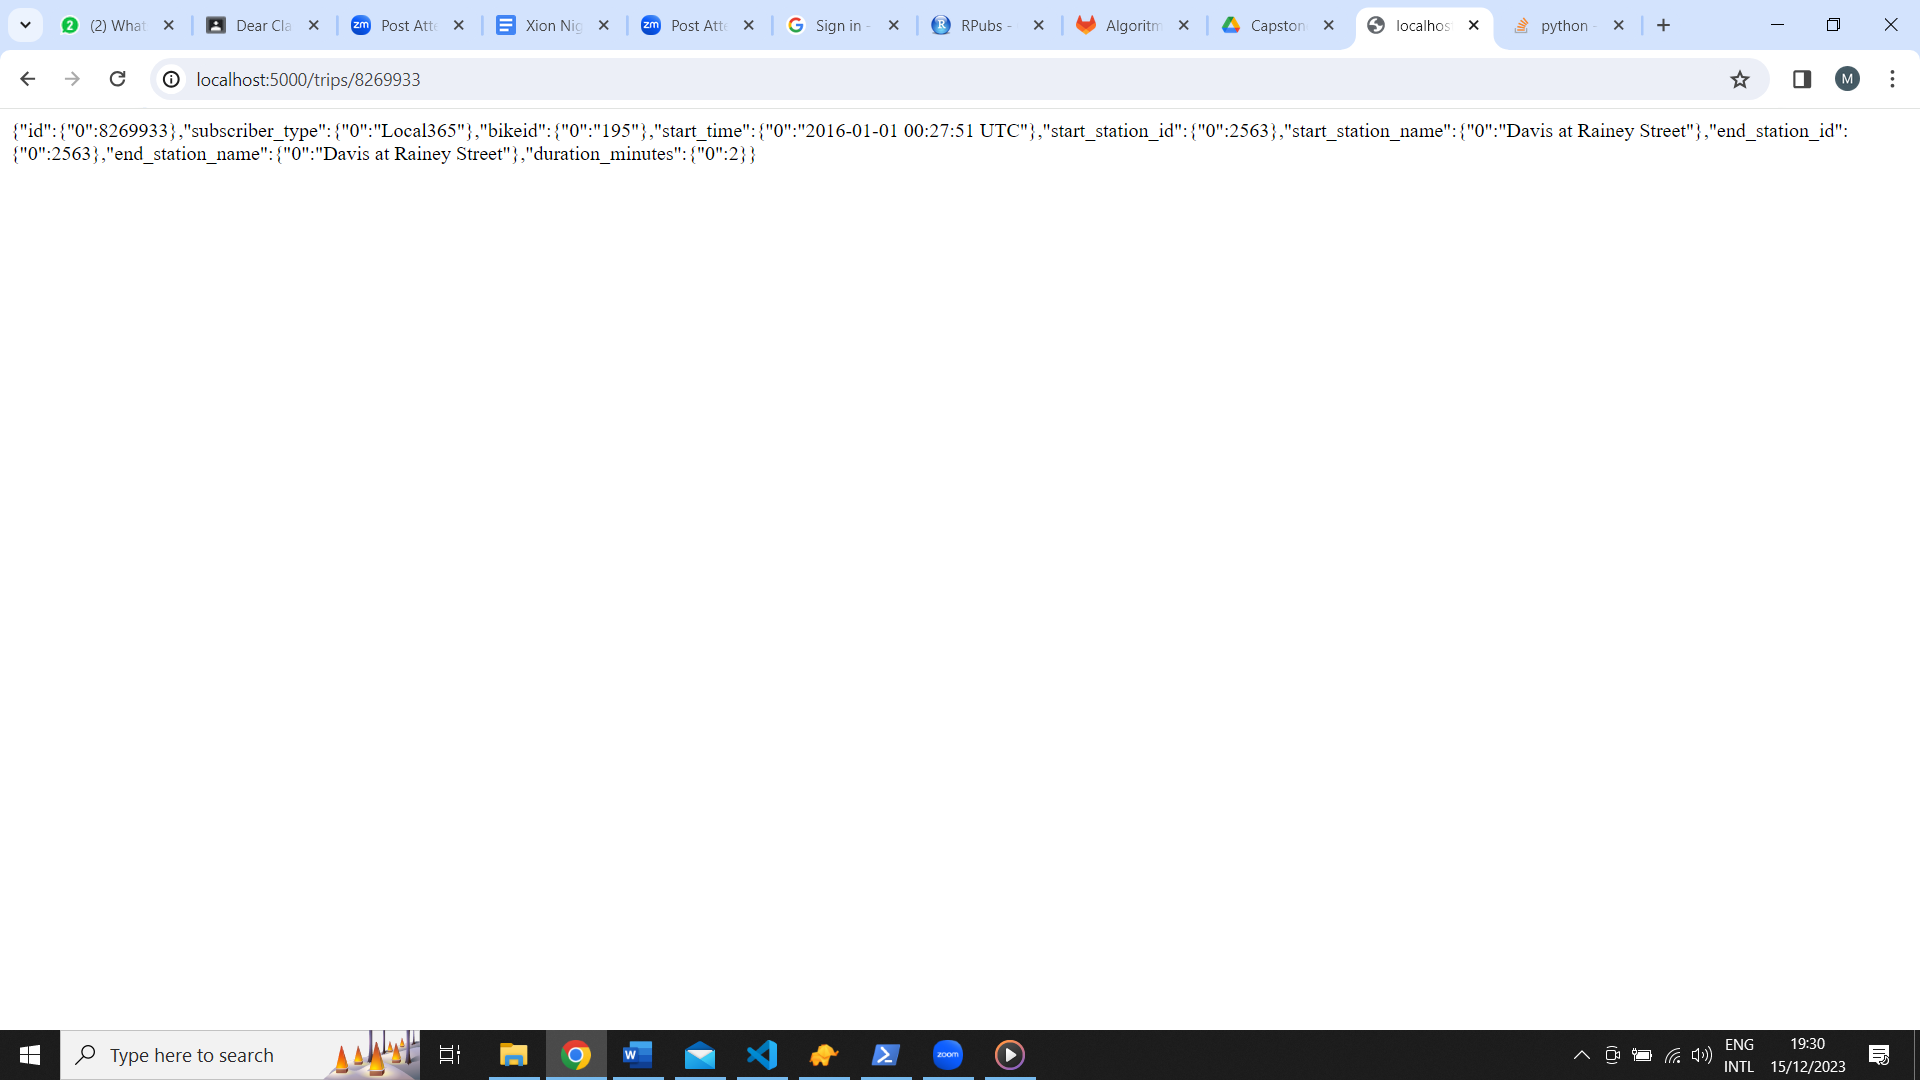 (2) What
Dear Cla
Post Atte
Xion Nig
Post Atte
Sign in -
RPubs -
Algoritm
Capston
localhos
python -
localhost:5000/trips/8269933
M
{"id":{"0":8269933},"subscriber_type":{"0":"Local365"},"bikeid":{"0":"195"},"start_time":{"0":"2016-01-01 00:27:51 UTC"},"start_station_id":{"0":2563},"start_station_name":{"0":"Davis at Rainey Street"},"end_station_id":
{"0":2563},"end_station_name":{"0":"Davis at Rainey Street"},"duration_minutes":{"0":2}}
Type here to search
zoom
ENG
INTL
19:30
15/12/2023